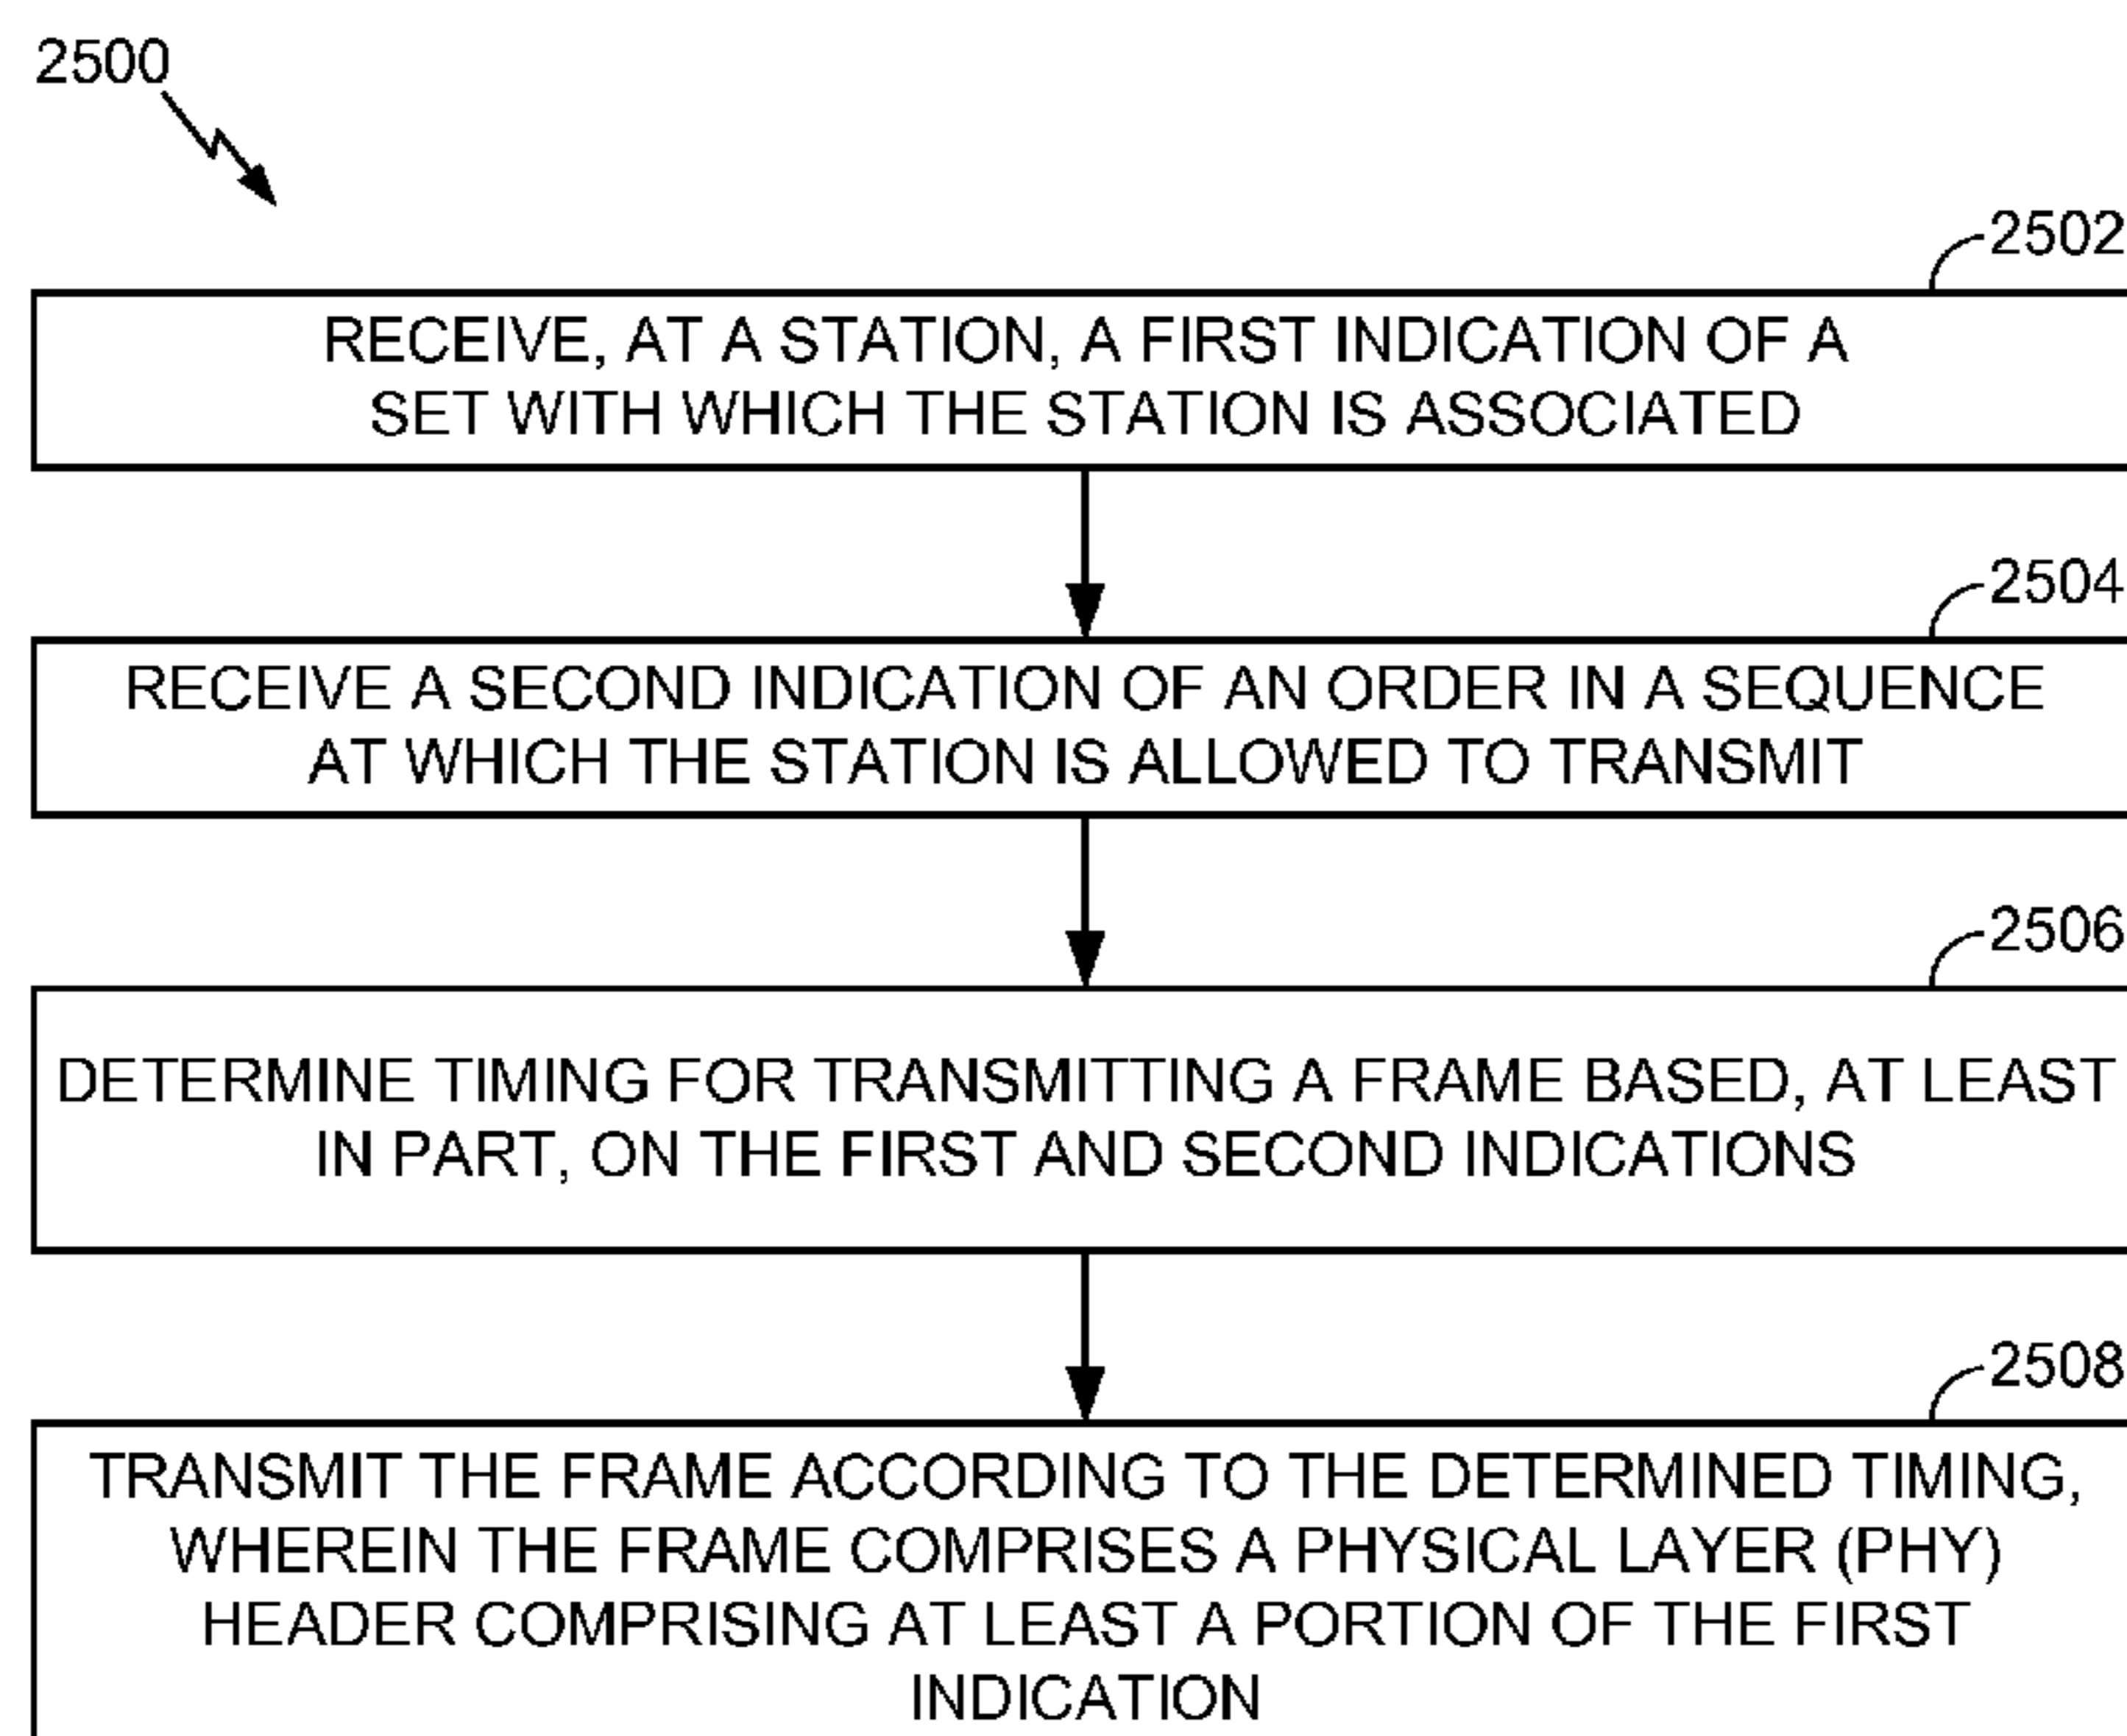 2500
2502
RECEIVE, AT A STATION, A FIRST INDICATION OF A
SET WITH WHICH THE STATION IS ASSOCIATED
2504
RECEIVE A SECOND INDICATION OF AN ORDER IN A SEQUENCE
AT WHICH THE STATION IS ALLOWED TO TRANSMIT
2506
DETERMINE TIMING FOR TRANSMITTING A FRAME BASED, AT LEAST
IN PART, ON THE FIRST AND SECOND INDICATIONS
2508
TRANSMIT THE FRAME ACCORDING TO THE DETERMINED TIMING,
WHEREIN THE FRAME COMPRISES A PHYSICAL LAYER (PHY)
HEADER COMPRISING AT LEAST A PORTION OF THE FIRST
INDICATION